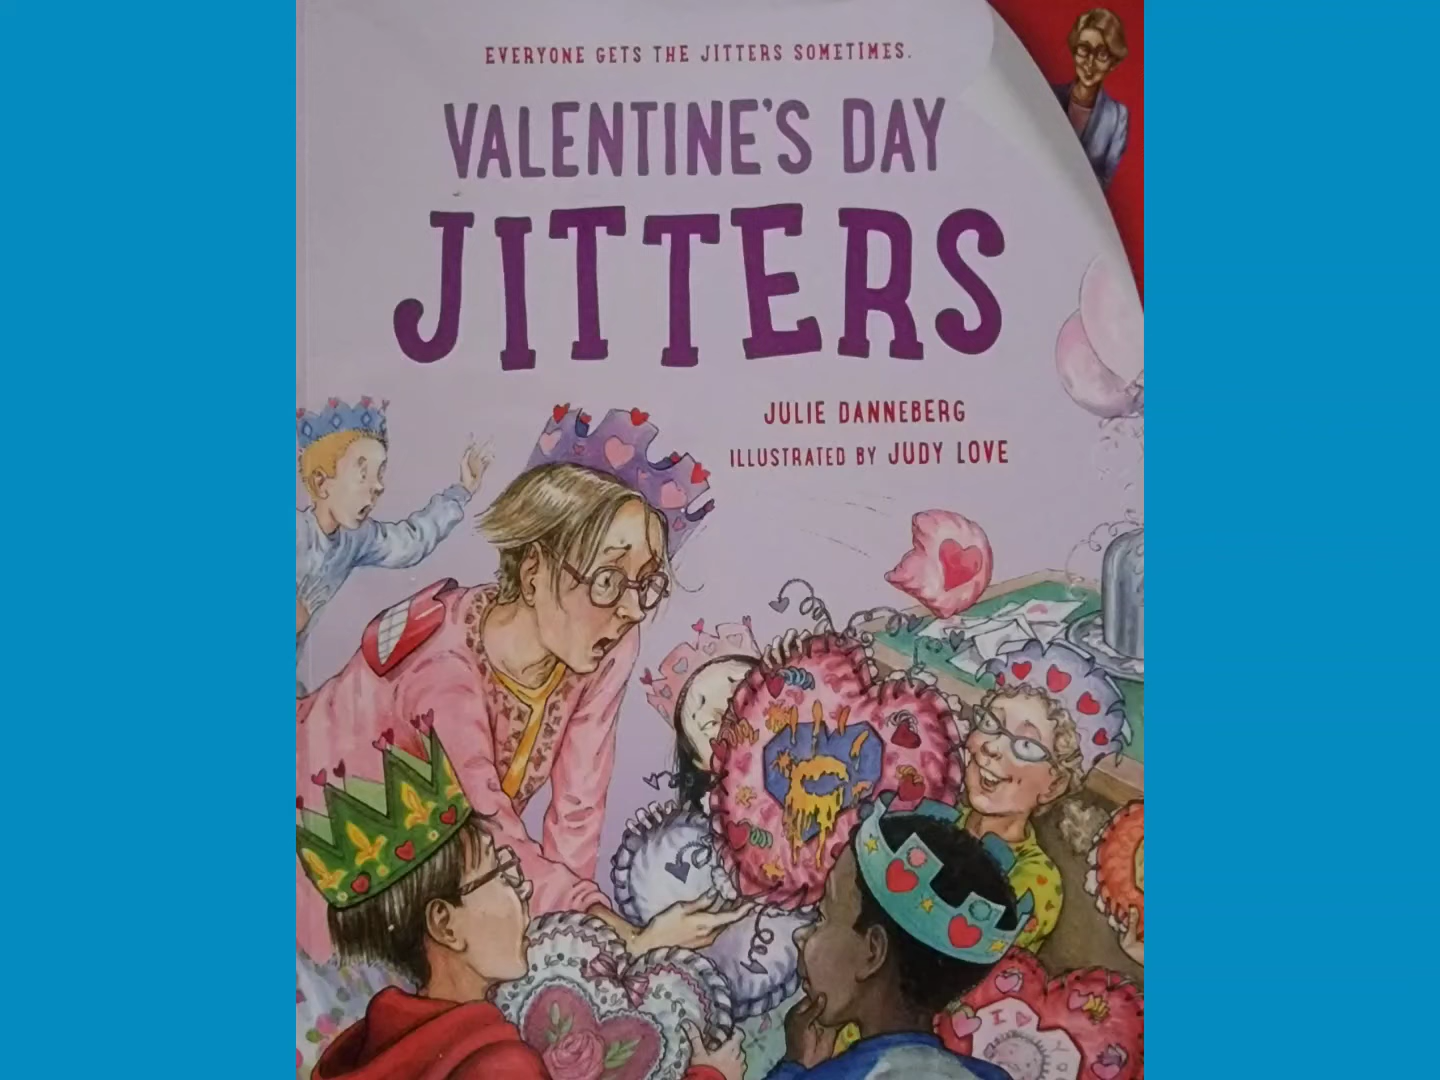 EVERYONE GETS THE JITTERS SOMETIMES.
VALENTINE'S DAY
JITTERS
JULIE DANNEBERG
ILLUSTRATED BY JUDY LOVE
I